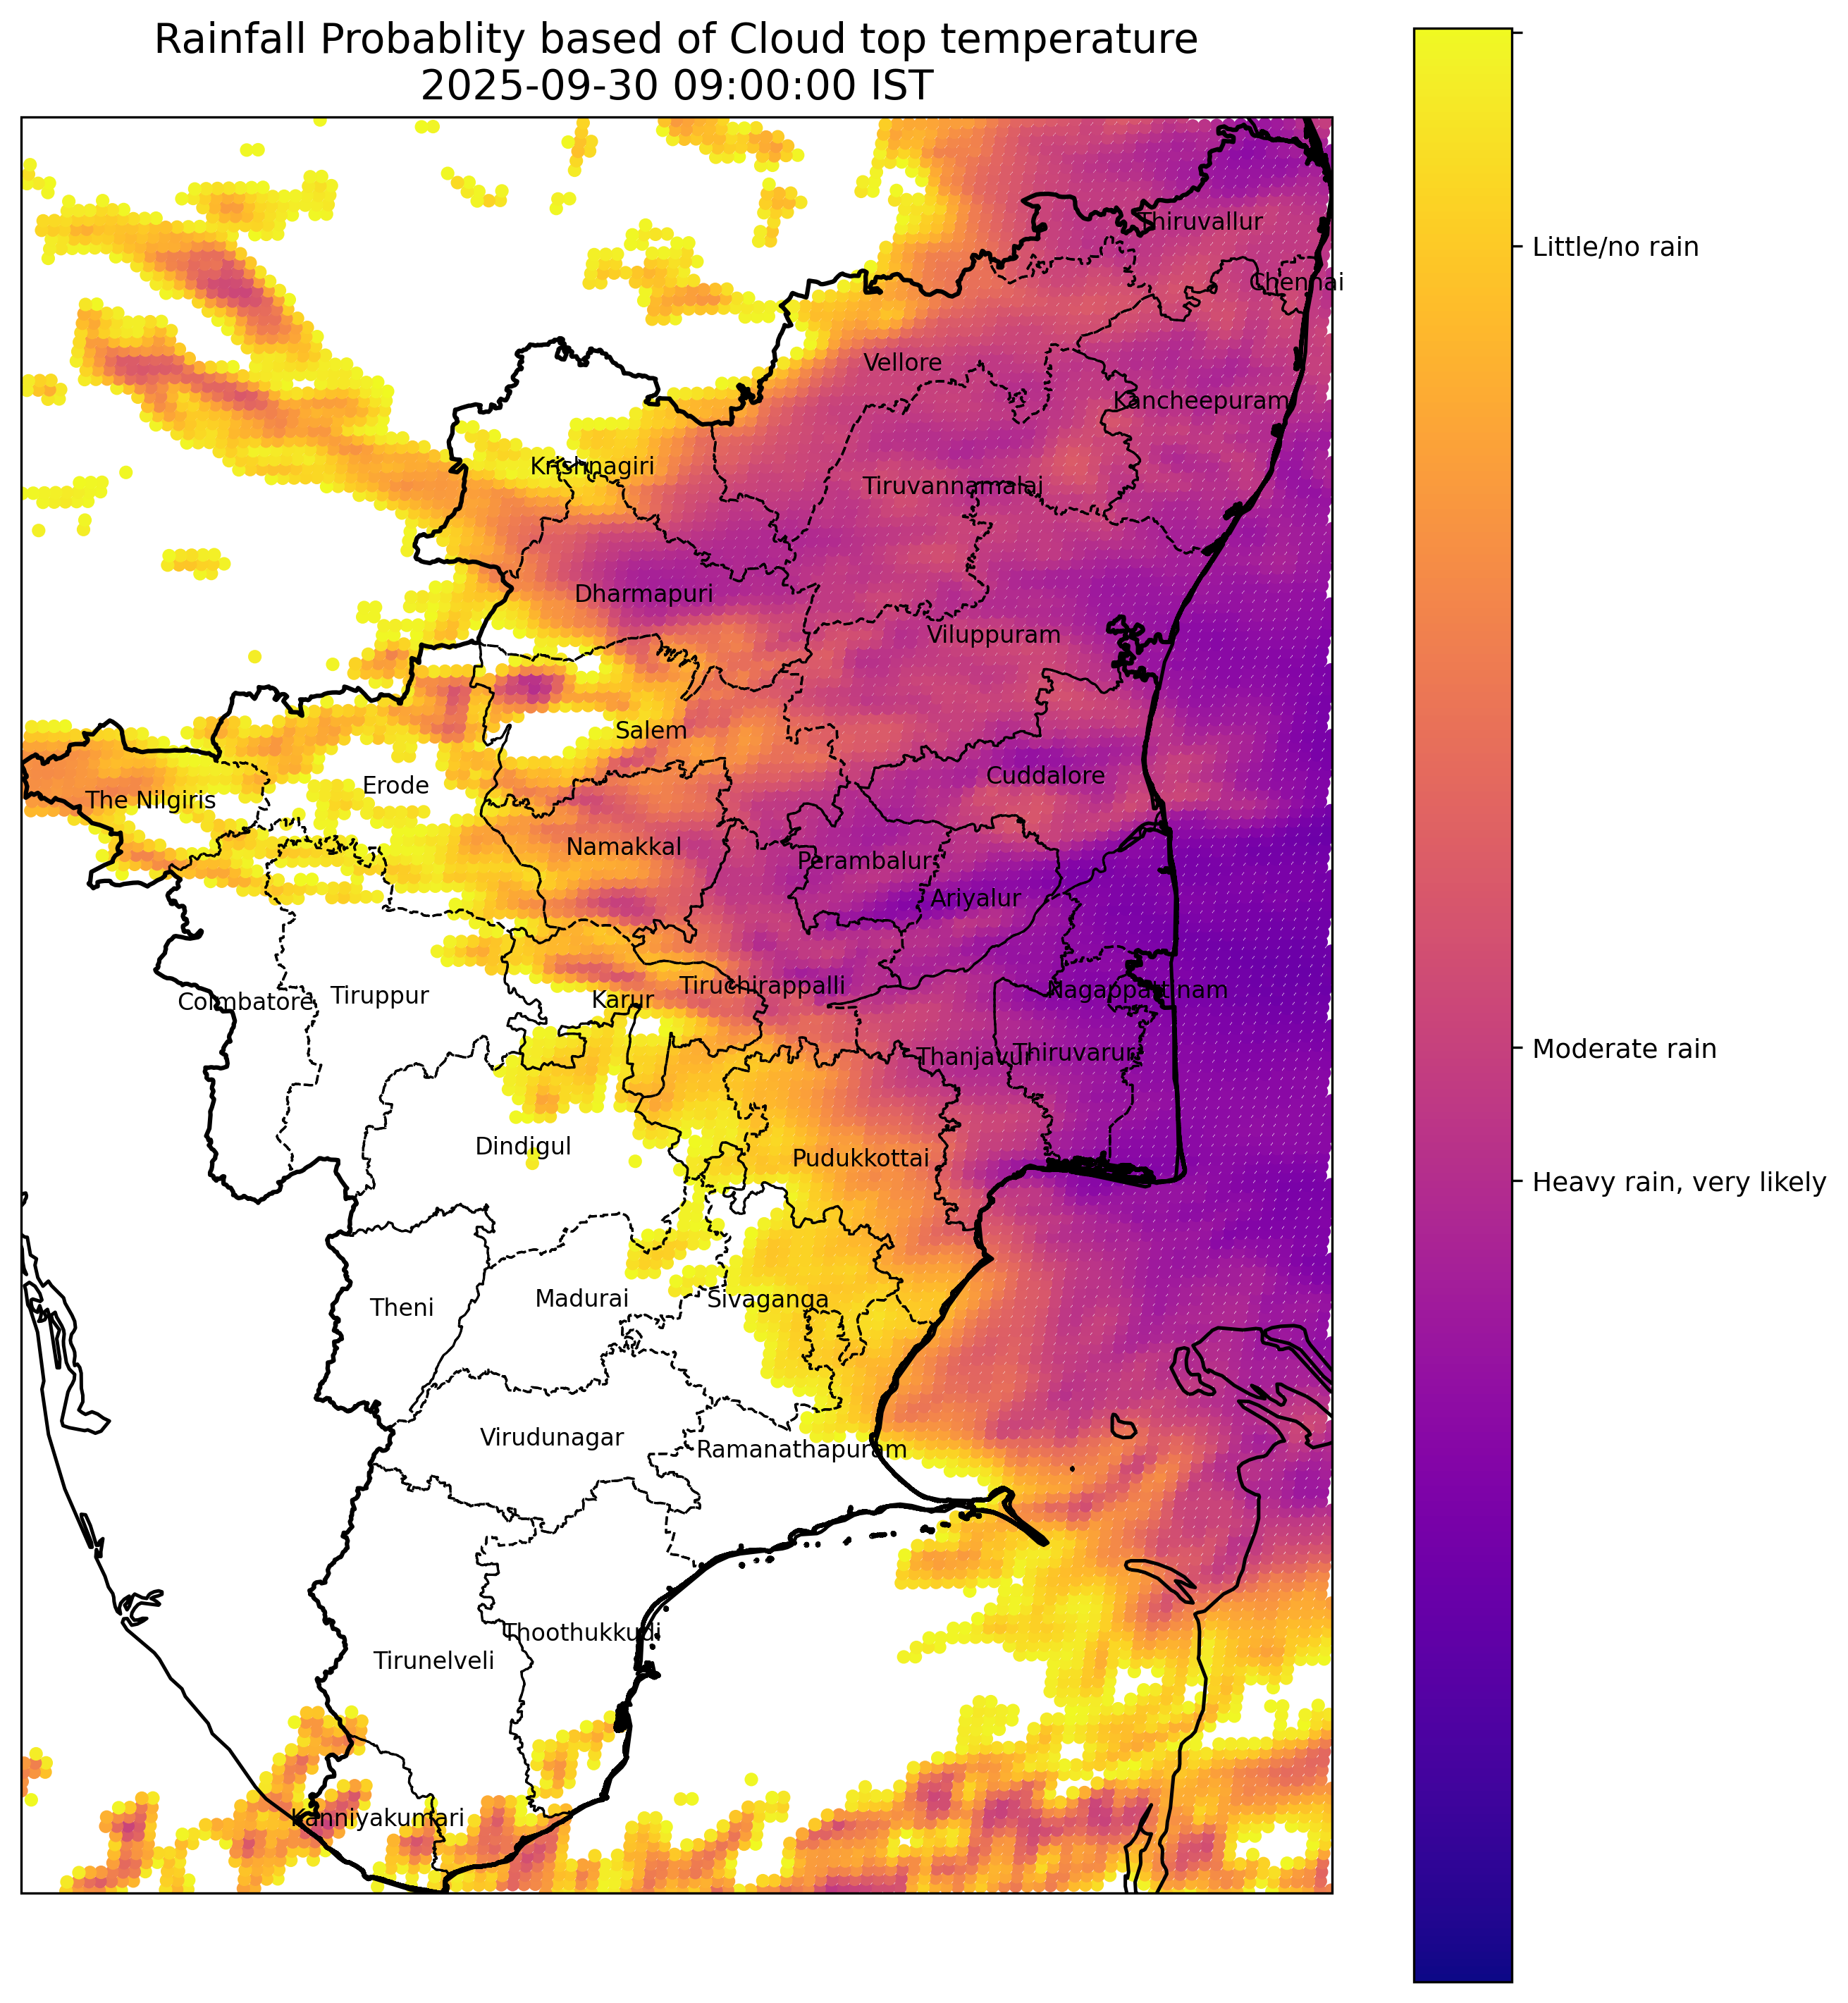 Rainfall Probablity based of Cloud top temperature
2025-09-30 09:00:00 IST
Little/no rain
Moderate rain
Heavy rain, very likely
Thiruvallur
Chennai
Vellore
Kancheepuram
Krishnagiri
Tiruvannamalai
Dharmapuri
Viluppuram
Salem
Cuddalore
Erode
The Nilgiris
Namakkal
Perambalur
Ariyalur
Tiruchirappalli
Nagappattinam
Karur
Tiruppur
Coimbatore
Thanjavur
Thiruvarur
Dindigul
Pudukkottai
Madurai
Sivaganga
Theni
Virudunagar
Ramanathapuram
Thoothukkudi
Tirunelveli
Kanniyakumari